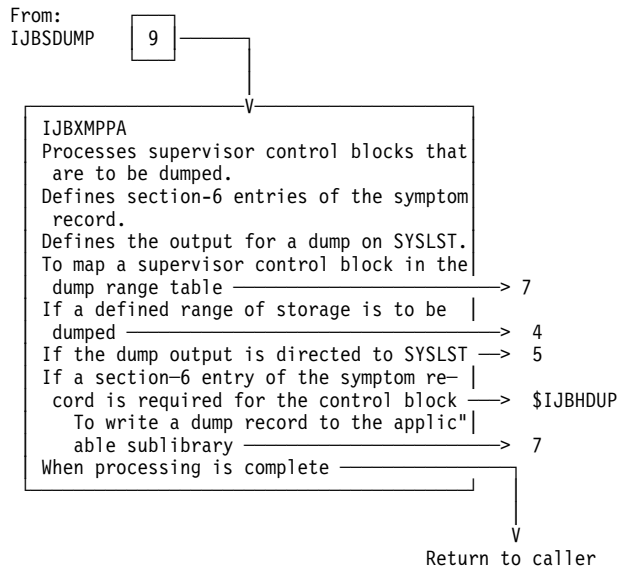 From:
IJBSDUMP 9
IJBXMPPA
Processes supervisor control blocks that
are to be dumped.
Defines section-6 entries of the symptom
record.
Defines the output for a dump on SYSLST.
To map a supervisor control block in the
dump range table ───> 7
If a defined range of storage is to be
dumped ───> 4
If the dump output is directed to SYSLST ──> 5
If a section─6 entry of the symptom re─
cord is required for the control block ──> $IJBHDUP
To write a dump record to the applic"
able sublibrary ───> 7
When processing is complete
V
Return to caller